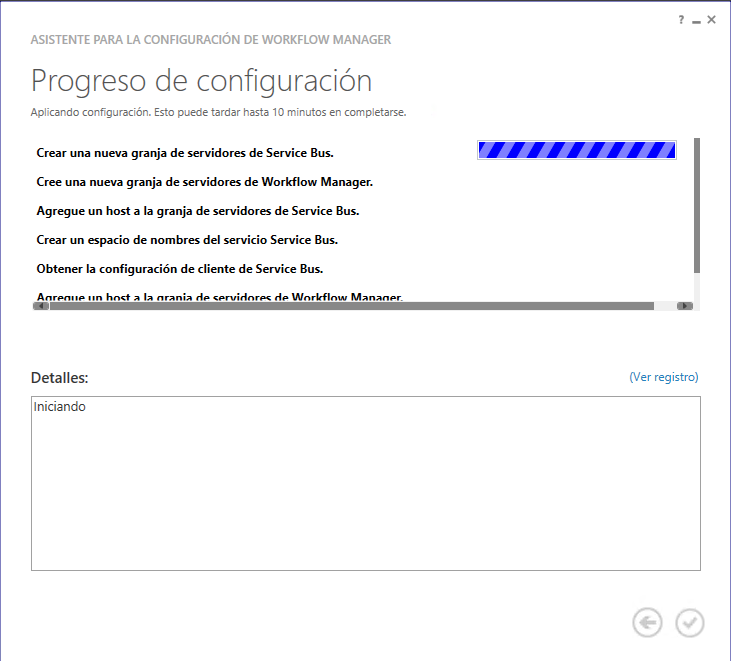 ?
ASISTENTE PARA LA CONFIGURACIÓN DE WORKFLOW MANAGER
Progreso de configuración
Aplicando configuración. Esto puede tardar hasta 10 minutos en completarse.
Crear una nueva granja de servidores de Service Bus.
Cree una nueva granja de servidores de Workflow Manager.
Agregue un host a la granja de servidores de Service Bus.
Crear un espacio de nombres del servicio Service Bus.
Obtener la configuración de cliente de Service Bus.
Agregue un host a la granja de servidores de Workflow Manager.
Detalles:
(Ver registro)
Iniciando